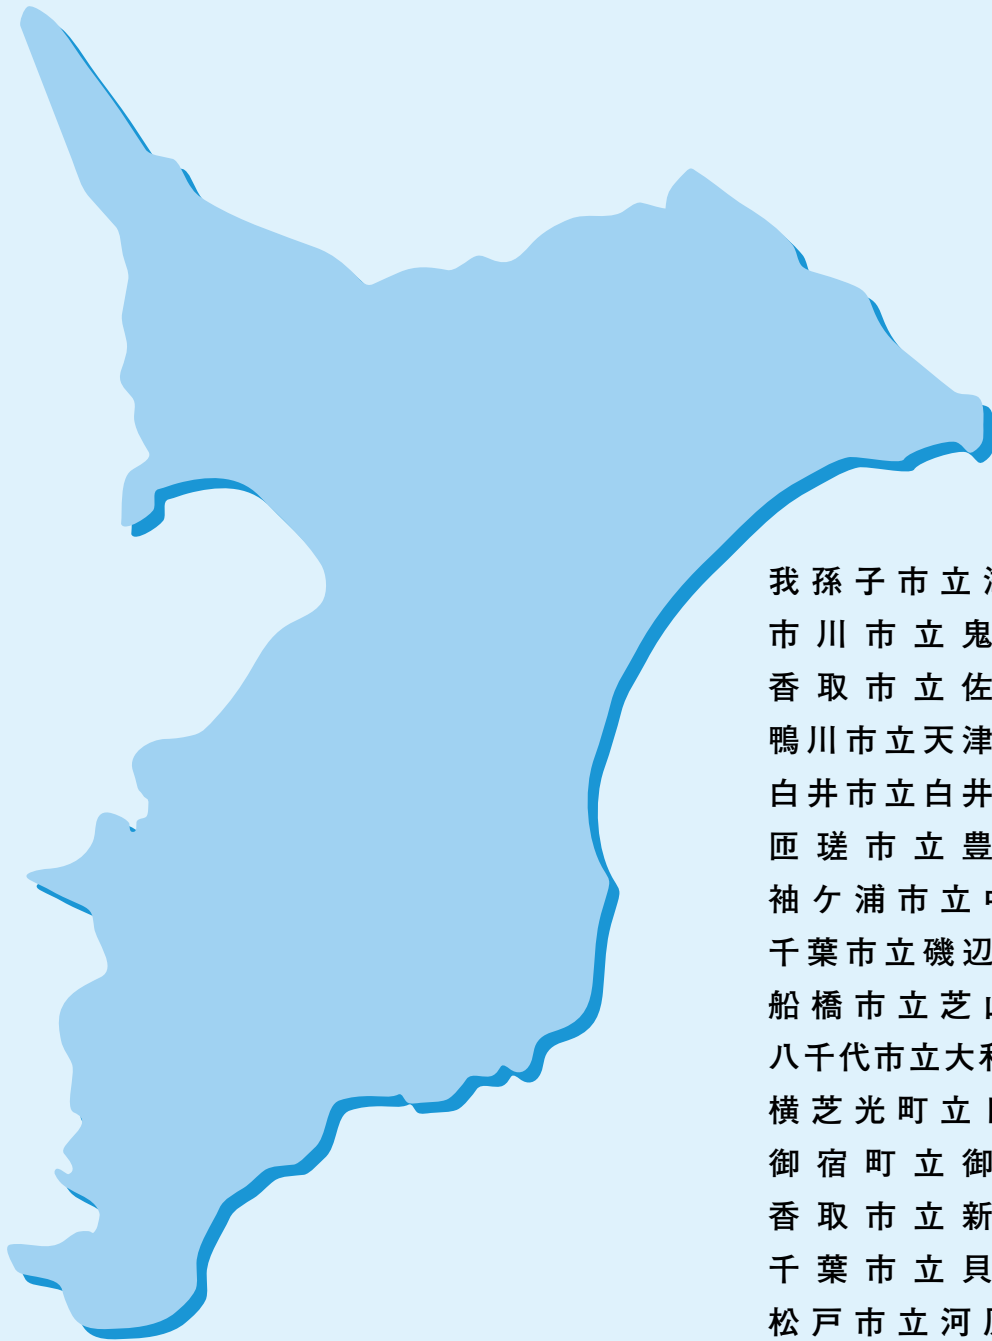 我孫子市立
市川市立鬼
香取市立佐
鴨川市立天津
白井市立白井
匝瑳市立豊
袖ケ浦市立
千葉市立磯辺
船橋市立芝
八千代市立大
横芝光町立
御宿町立御
香取市立新
千葉市立貝
松戸市立河